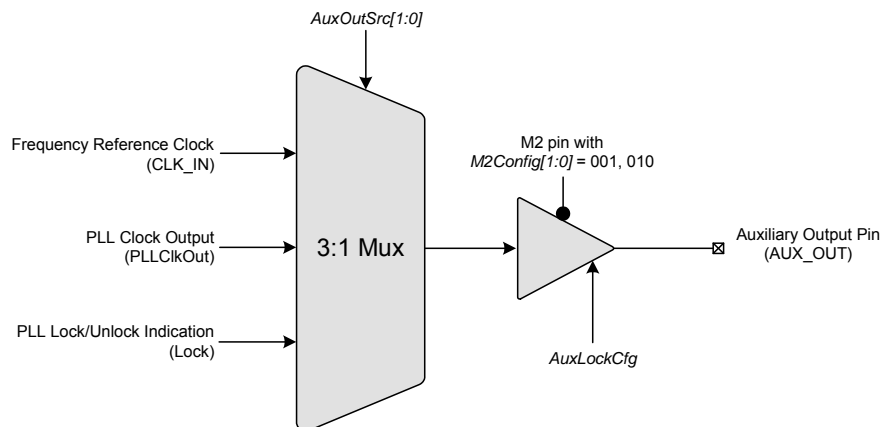 AuxOutSrc[1:0]
Frequency Reference Clock
(CLK_IN)
M2 pin with
M2Config[1:0] = 001, 010
PLL Clock Output
(PLLClkOut)
3:1 Mux
Auxiliary Output Pin
(AUX_OUT)
PLL Lock/Unlock Indication
(Lock)
AuxLockCfg